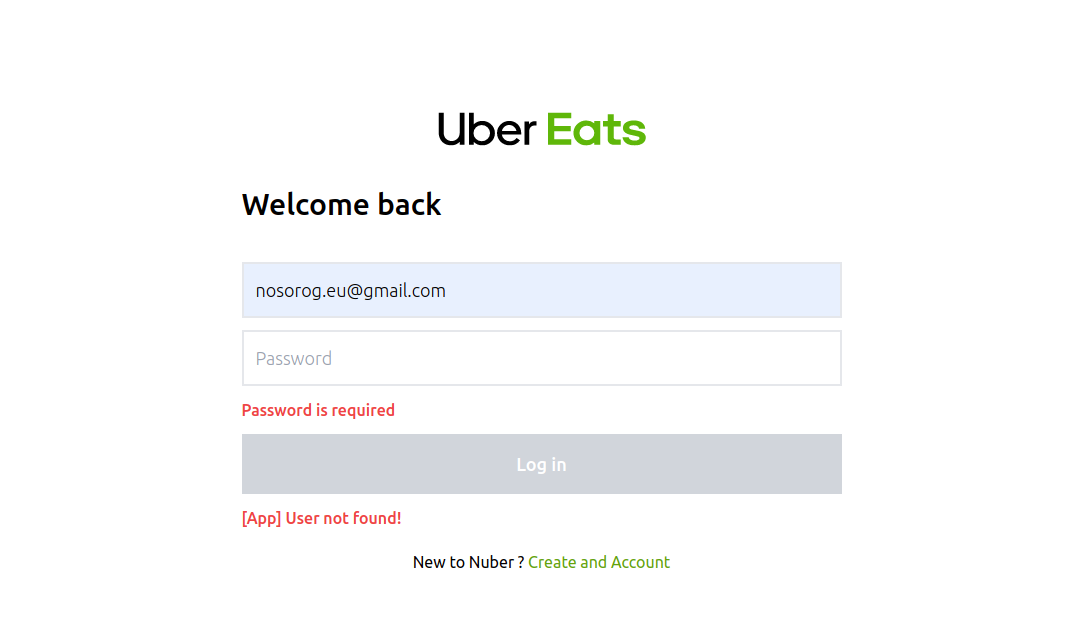 Uber Eats
Welcome back
nosorog.eu@gmail.com
Password
Password is required
Log in
[App] User not found!
New to Nuber ? Create and Account